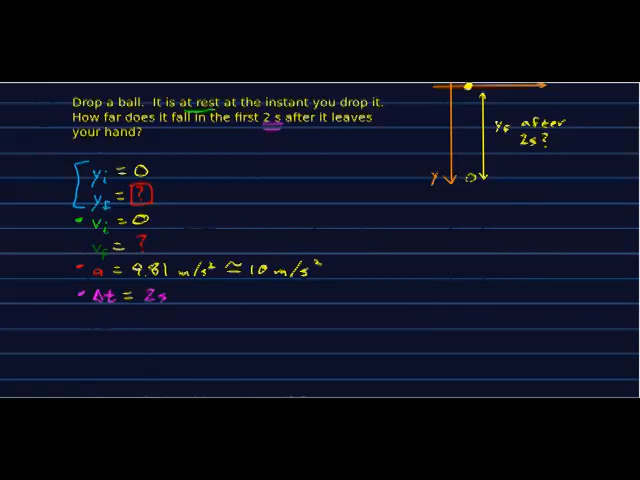 Drop a ball. It is at rest at the instant you drop it.
How far does it fall in the first 2 s after it leaves
your hand?
yf after
2s?
y
yi = 0
yf = ?
vi = 0
vf = ?
a = 9.81 m/s² ≃ 10 m/s²
Δt = 2s